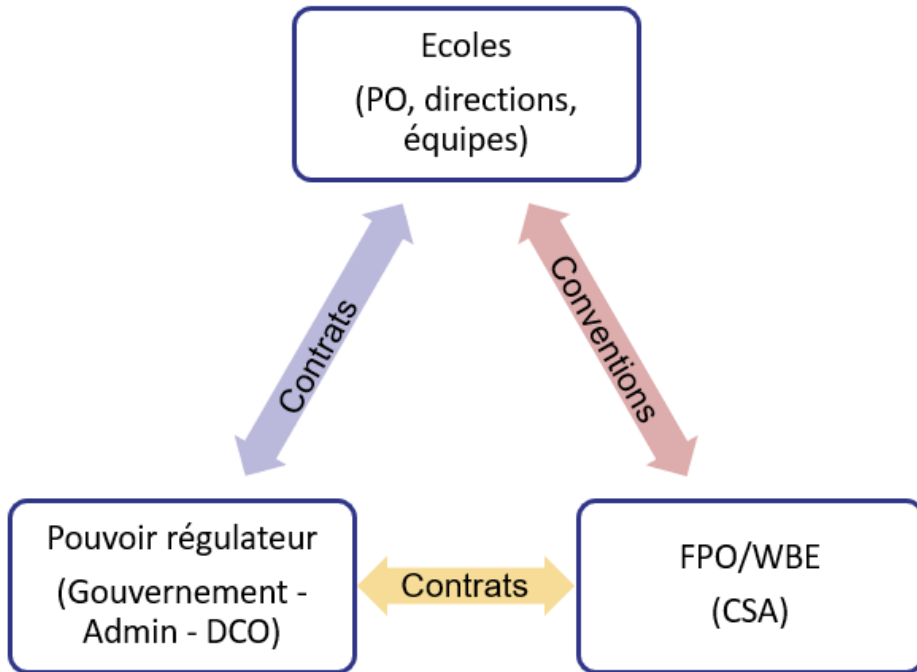 Ecoles
(PO, directions,
équipes)
Contrats
Conventions
Pouvoir régulateur
(Gouvernement -
Admin - DCO)
Contrats
FPO/WBE
(CSA)